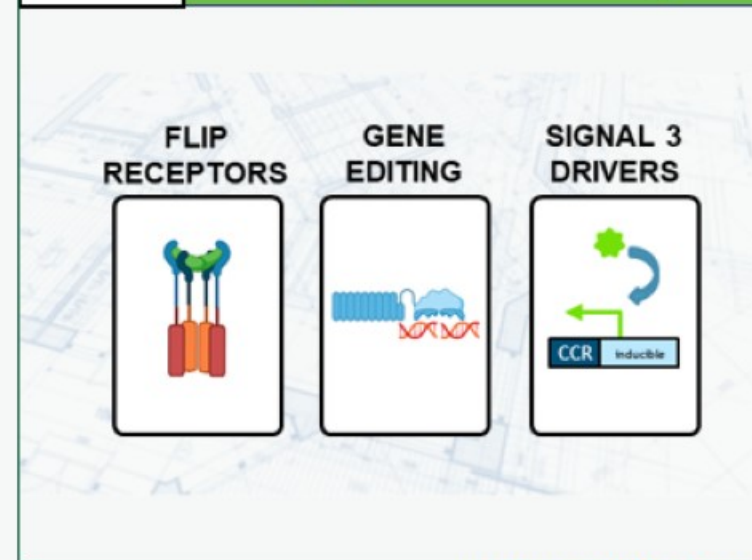 FLIP
RECEPTORS
GENE
EDITING
SIGNAL 3
DRIVERS
CCR
inducible